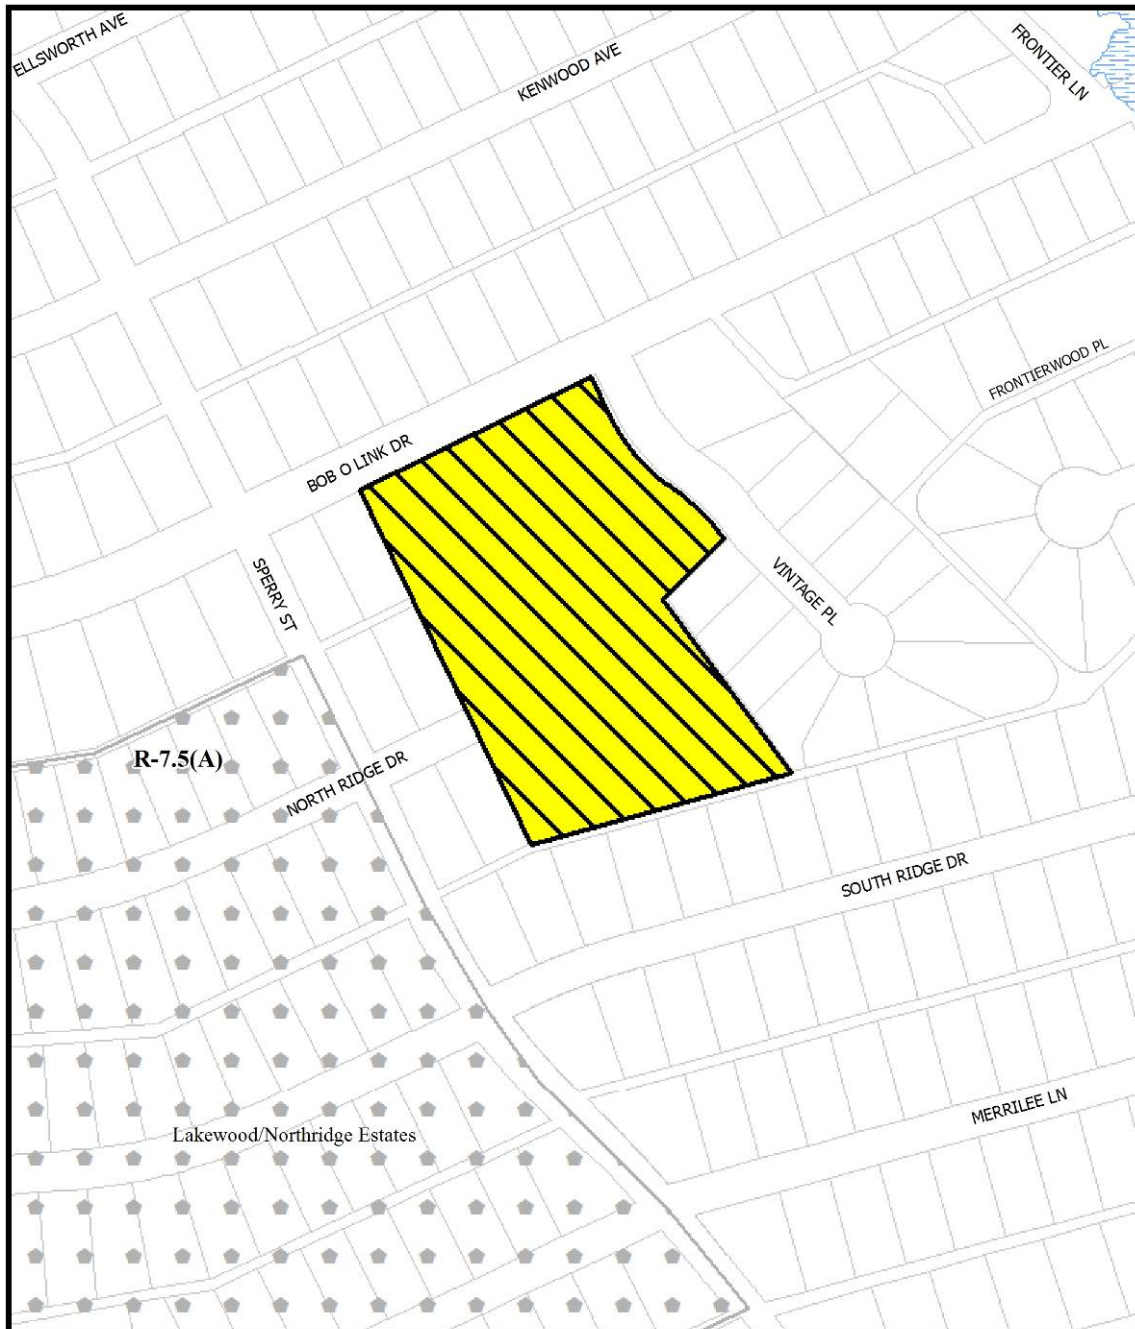 ELLSWORTH AVE
FRONTIER LN
KENWOOD AVE
FRONTIERWOOD PL
BOB O LINK DR
SPERRY ST
VINTAGE PL
R-7.5(A)
NORTH RIDGE DR
SOUTH RIDGE DR
MERRILEE LN
Lakewood/Northridge Estates